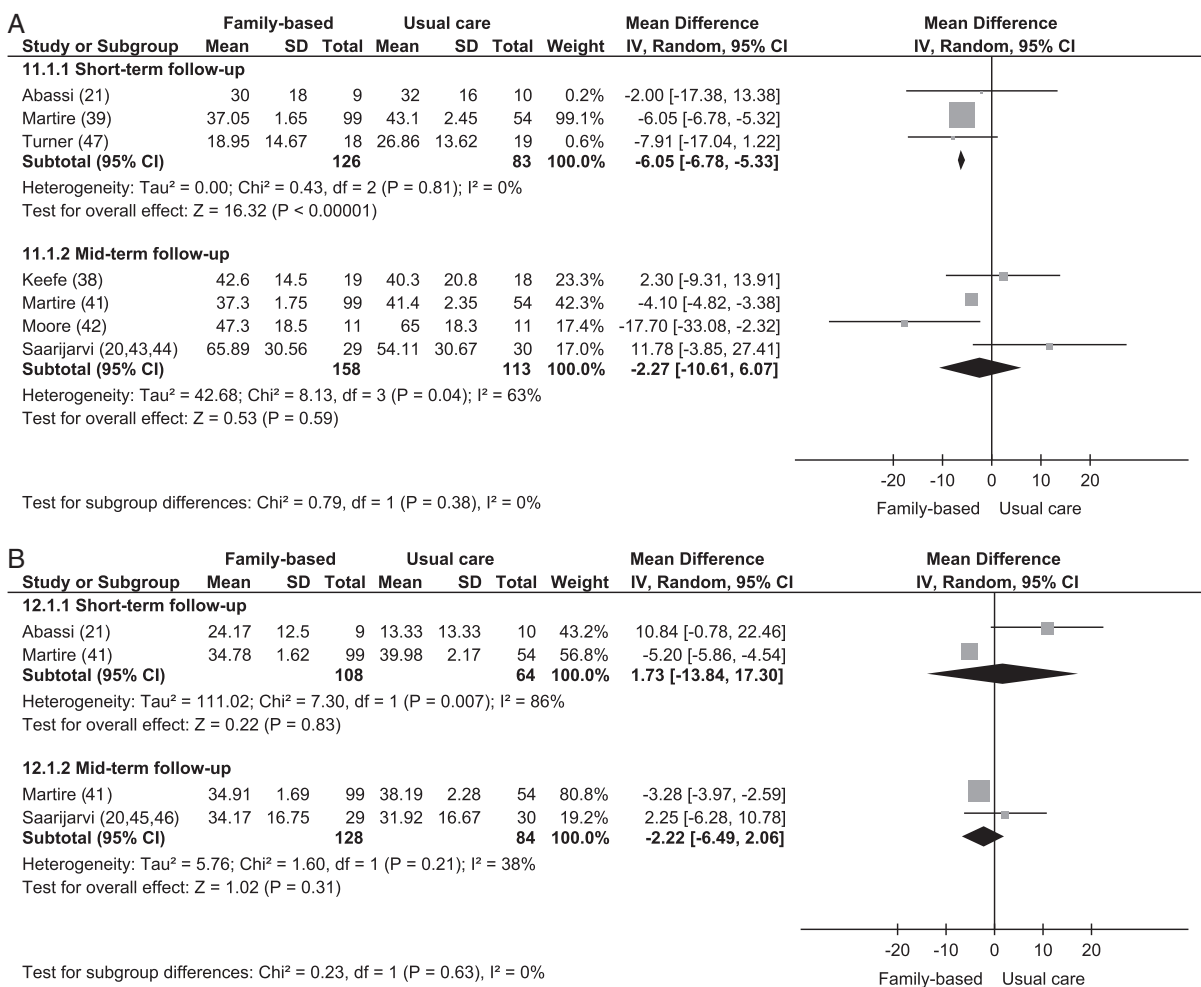 A
Family-based Usual care Mean Difference Mean Difference
Study or Subgroup Mean SD Total Mean SD Total Weight IV, Random, 95% CI IV, Random, 95% CI
11.1.1 Short-term follow-up
Abassi (21) 30 18 9 32 16 10 0.2% -2.00 [-17.38, 13.38]
Martire (39) 37.05 1.65 99 43.1 2.45 54 99.1% -6.05 [-6.78, -5.32]
Turner (47) 18.95 14.67 18 26.86 13.62 19 0.6% -7.91 [-17.04, 1.22]
Subtotal (95% CI) 126 83 100.0% -6.05 [-6.78, -5.33]
Heterogeneity: Tau² = 0.00; Chi² = 0.43, df = 2 (P = 0.81); I² = 0%
Test for overall effect: Z = 16.32 (P < 0.00001)
11.1.2 Mid-term follow-up
Keefe (38) 42.6 14.5 19 40.3 20.8 18 23.3% 2.30 [-9.31, 13.91]
Martire (41) 37.3 1.75 99 41.4 2.35 54 42.3% -4.10 [-4.82, -3.38]
Moore (42) 47.3 18.5 11 65 18.3 11 17.4% -17.70 [-33.08, -2.32]
Saarijarvi (20,43,44) 65.89 30.56 29 54.11 30.67 30 17.0% 11.78 [-3.85, 27.41]
Subtotal (95% CI) 158 113 100.0% -2.27 [-10.61, 6.07]
Heterogeneity: Tau² = 42.68; Chi² = 8.13, df = 3 (P = 0.04); I² = 63%
Test for overall effect: Z = 0.53 (P = 0.59)
-20 -10 0 10 20
Test for subgroup differences: Chi² = 0.79, df = 1 (P = 0.38), I² = 0%
Family-based Usual care
B
Family-based Usual care Mean Difference Mean Difference
Study or Subgroup Mean SD Total Mean SD Total Weight IV, Random, 95% CI IV, Random, 95% CI
12.1.1 Short-term follow-up
Abassi (21) 24.17 12.5 9 13.33 13.33 10 43.2% 10.84 [-0.78, 22.46]
Martire (41) 34.78 1.62 99 39.98 2.17 54 56.8% -5.20 [-5.86, -4.54]
Subtotal (95% CI) 108 64 100.0% 1.73 [-13.84, 17.30]
Heterogeneity: Tau² = 111.02; Chi² = 7.30, df = 1 (P = 0.007); I² = 86%
Test for overall effect: Z = 0.22 (P = 0.83)
12.1.2 Mid-term follow-up
Martire (41) 34.91 1.69 99 38.19 2.28 54 80.8% -3.28 [-3.97, -2.59]
Saarijarvi (20,45,46) 34.17 16.75 29 31.92 16.67 30 19.2% 2.25 [-6.28, 10.78]
Subtotal (95% CI) 128 84 100.0% -2.22 [-6.49, 2.06]
Heterogeneity: Tau² = 5.76; Chi² = 1.60, df = 1 (P = 0.21); I² = 38%
Test for overall effect: Z = 1.02 (P = 0.31)
-20 -10 0 10 20
Test for subgroup differences: Chi² = 0.23, df = 1 (P = 0.63), I² = 0%
Family-based Usual care